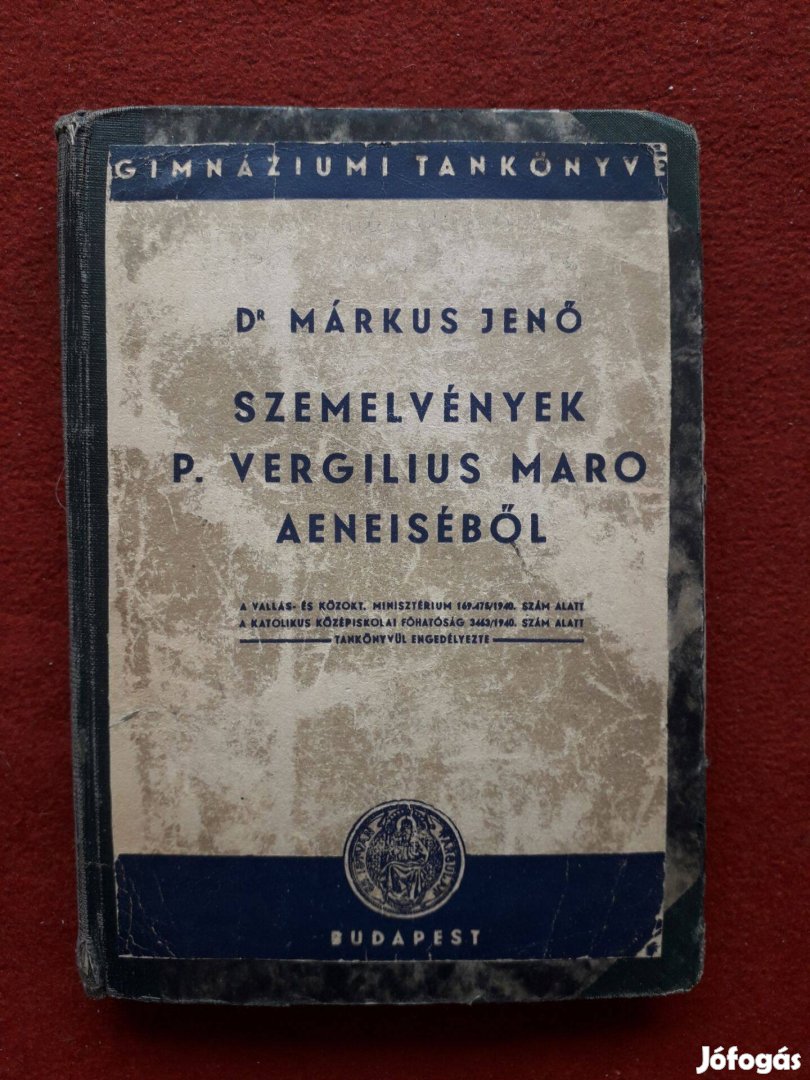 GIMNÁZIUMI TANKÖNYVE
DR MÁRKUS JENŐ
SZEMELVÉNYEK
P. VERGILIUS MARO
AENEISÉBŐL
A VALLÁS- ÉS KÖZOKT. MINISZTÉRIUM 169.475/1940. SZÁM ALATT
A KATOLIKUS KÖZÉPISKOLAI FŐHATÓSÁG 3463/1940. SZÁM ALATT
TANKÖNYVÜL ENGEDÉLYEZTE
BUDAPEST
Jófogás